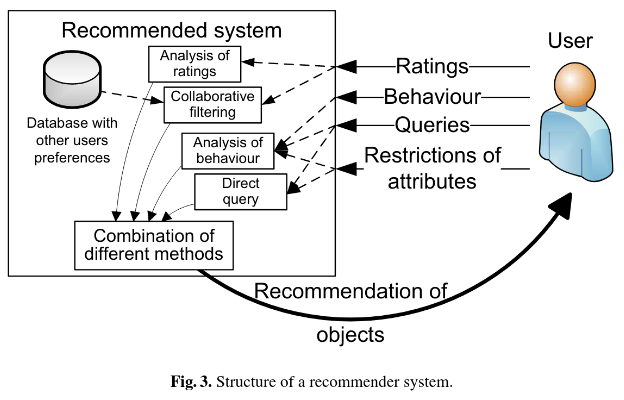 Recommended system
Analysis of
ratings
Collaborative
filtering
Database with
other users
preferences
Analysis of
behaviour
Direct
query
Combination of
different methods
User
Ratings
Behaviour
Queries
Restrictions of
attributes
Recommendation of
objects
Fig. 3. Structure of a recommender system.